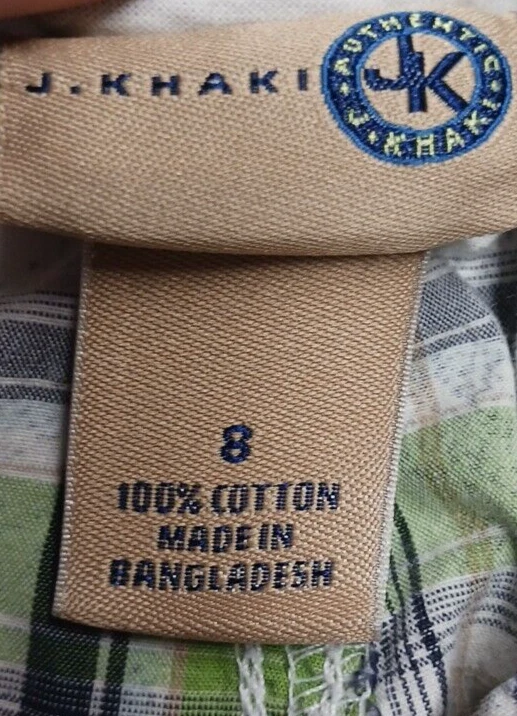 J.KHAKI
AUTHENTIC
JK
J.KHAKI
8
100% COTTON
MADE IN
BANGLADESH